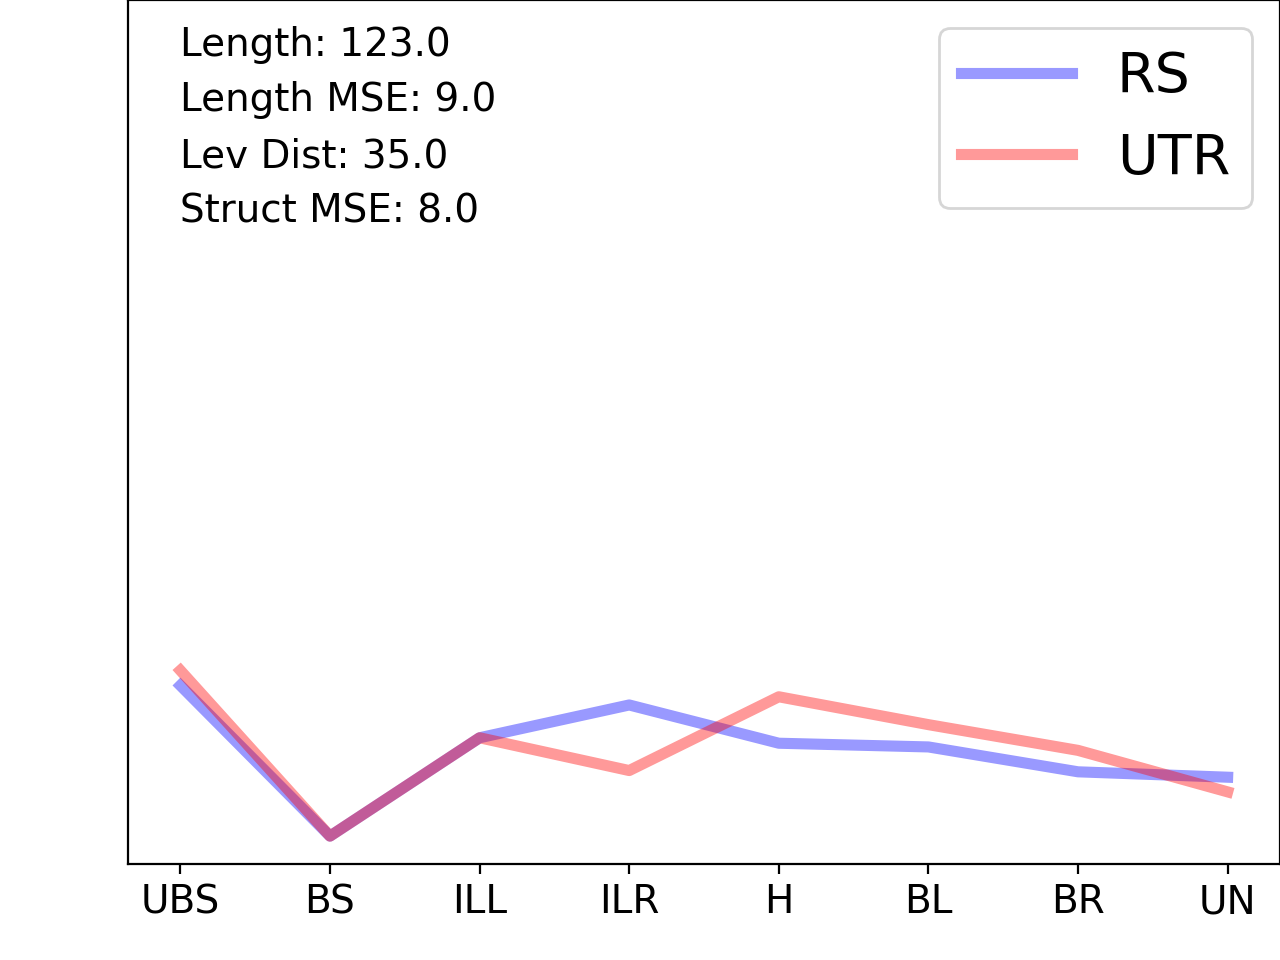 Length: 123.0
Length MSE: 9.0
Lev Dist: 35.0
Struct MSE: 8.0
RS
UTR
UBS BS ILL ILR H BL BR UN